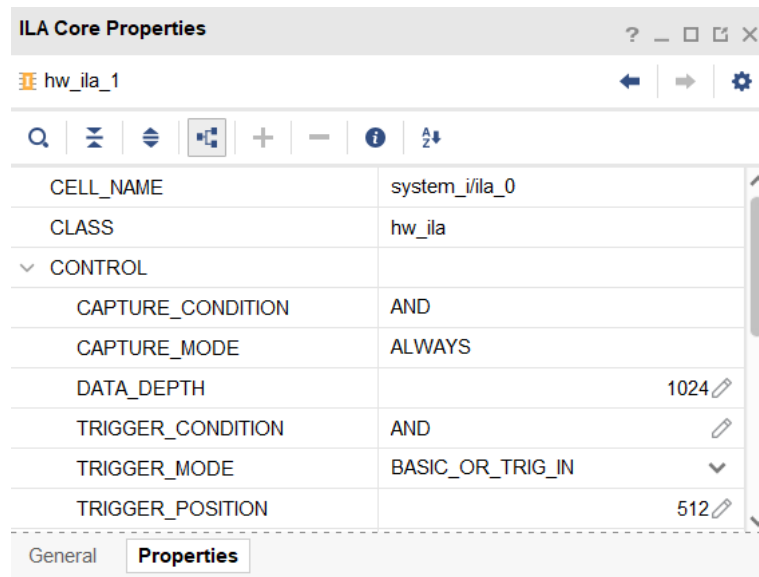 ILA Core Properties
hw_ila_1
CELL_NAME system_i/ila_0
CLASS hw_ila
CONTROL
CAPTURE_CONDITION AND
CAPTURE_MODE ALWAYS
DATA_DEPTH 1024
TRIGGER_CONDITION AND
TRIGGER_MODE BASIC_OR_TRIG_IN
TRIGGER_POSITION 512
General Properties